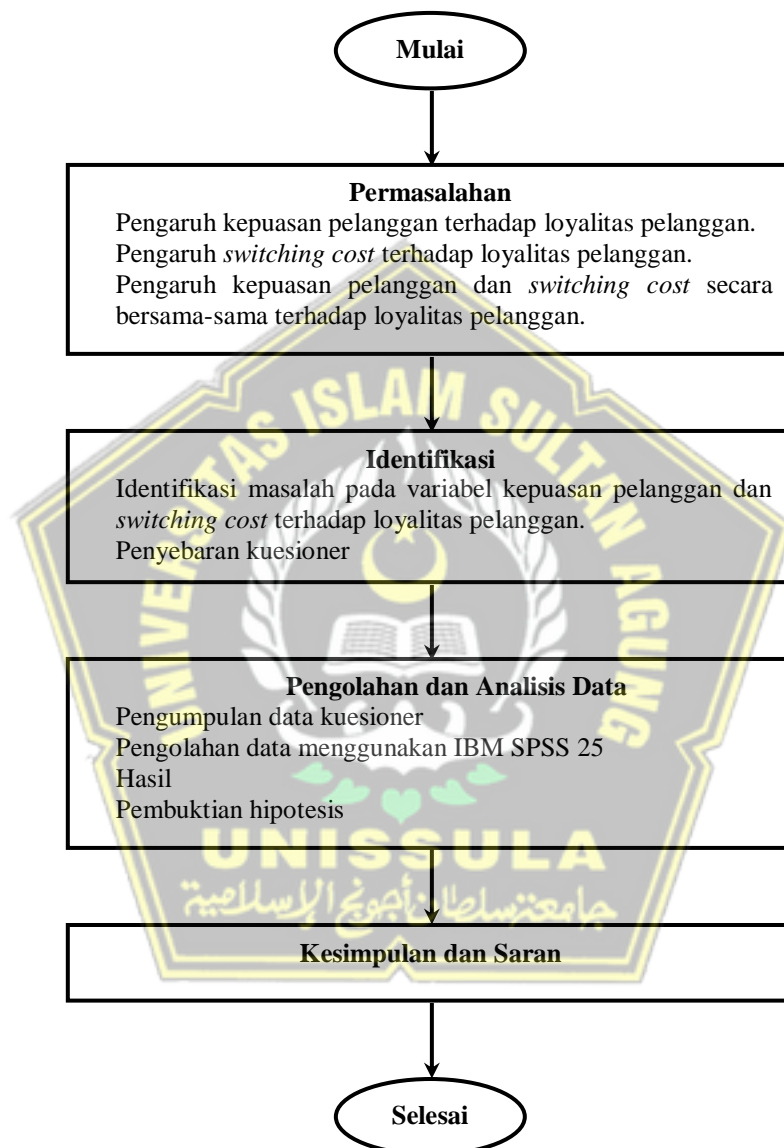 Mulai
Permasalahan
Pengaruh kepuasan pelanggan terhadap loyalitas pelanggan.
Pengaruh switching cost terhadap loyalitas pelanggan.
Pengaruh kepuasan pelanggan dan switching cost secara
bersama-sama terhadap loyalitas pelanggan.
Identifikasi
Identifikasi masalah pada variabel kepuasan pelanggan dan
switching cost terhadap loyalitas pelanggan.
Penyebaran kuesioner
Pengolahan dan Analisis Data
Pengumpulan data kuesioner
Pengolahan data menggunakan IBM SPSS 25
Hasil
Pembuktian hipotesis
Kesimpulan dan Saran
Selesai
UNIVERSITAS ISLAM SULTAN AGUNG
UNISSULA
جامعتسلطان أجونج الإسلامية